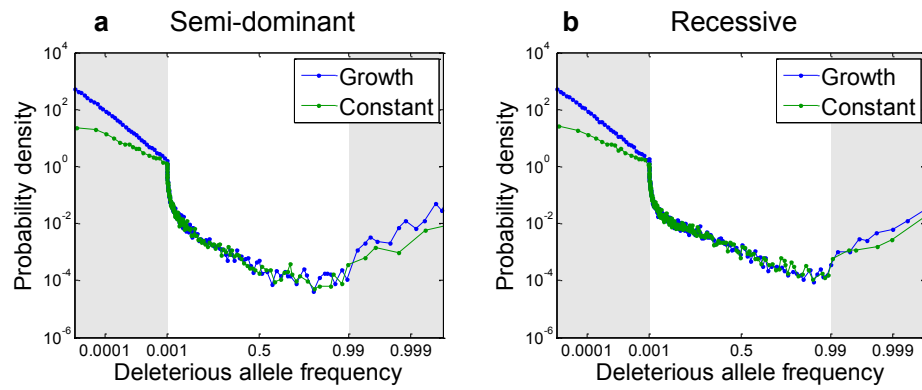 a Semi-dominant
Probability density
10^4
10^2
10^0
10^-2
10^-4
10^-6
Growth
Constant
0.0001 0.001 0.5 0.99 0.999
Deleterious allele frequency
b Recessive
Probability density
10^4
10^2
10^0
10^-2
10^-4
10^-6
Growth
Constant
0.0001 0.001 0.5 0.99 0.999
Deleterious allele frequency